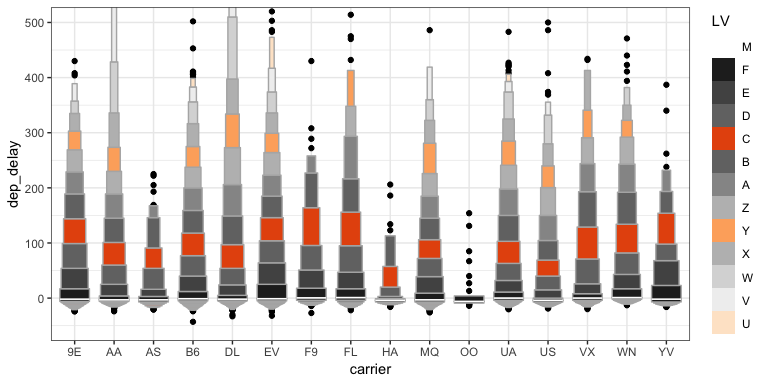 LV
500
400
300
200
100
0
dep_delay
9E AA AS B6 DL EV F9 FL HA MQ OO UA US VX WN YV
carrier
M
F
E
D
C
B
A
Z
Y
X
W
V
U